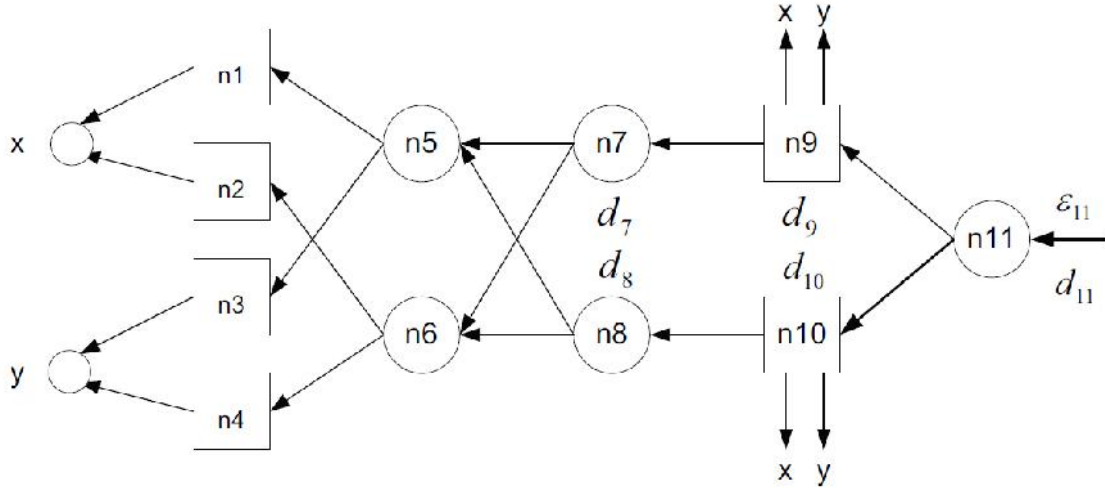 x y
n1
n5 n7 n9
x
n2
d₇ d₉ ε₁₁
n11
d₈ d₁₀ d₁₁
n3
n6 n8 n10
y
n4
x y